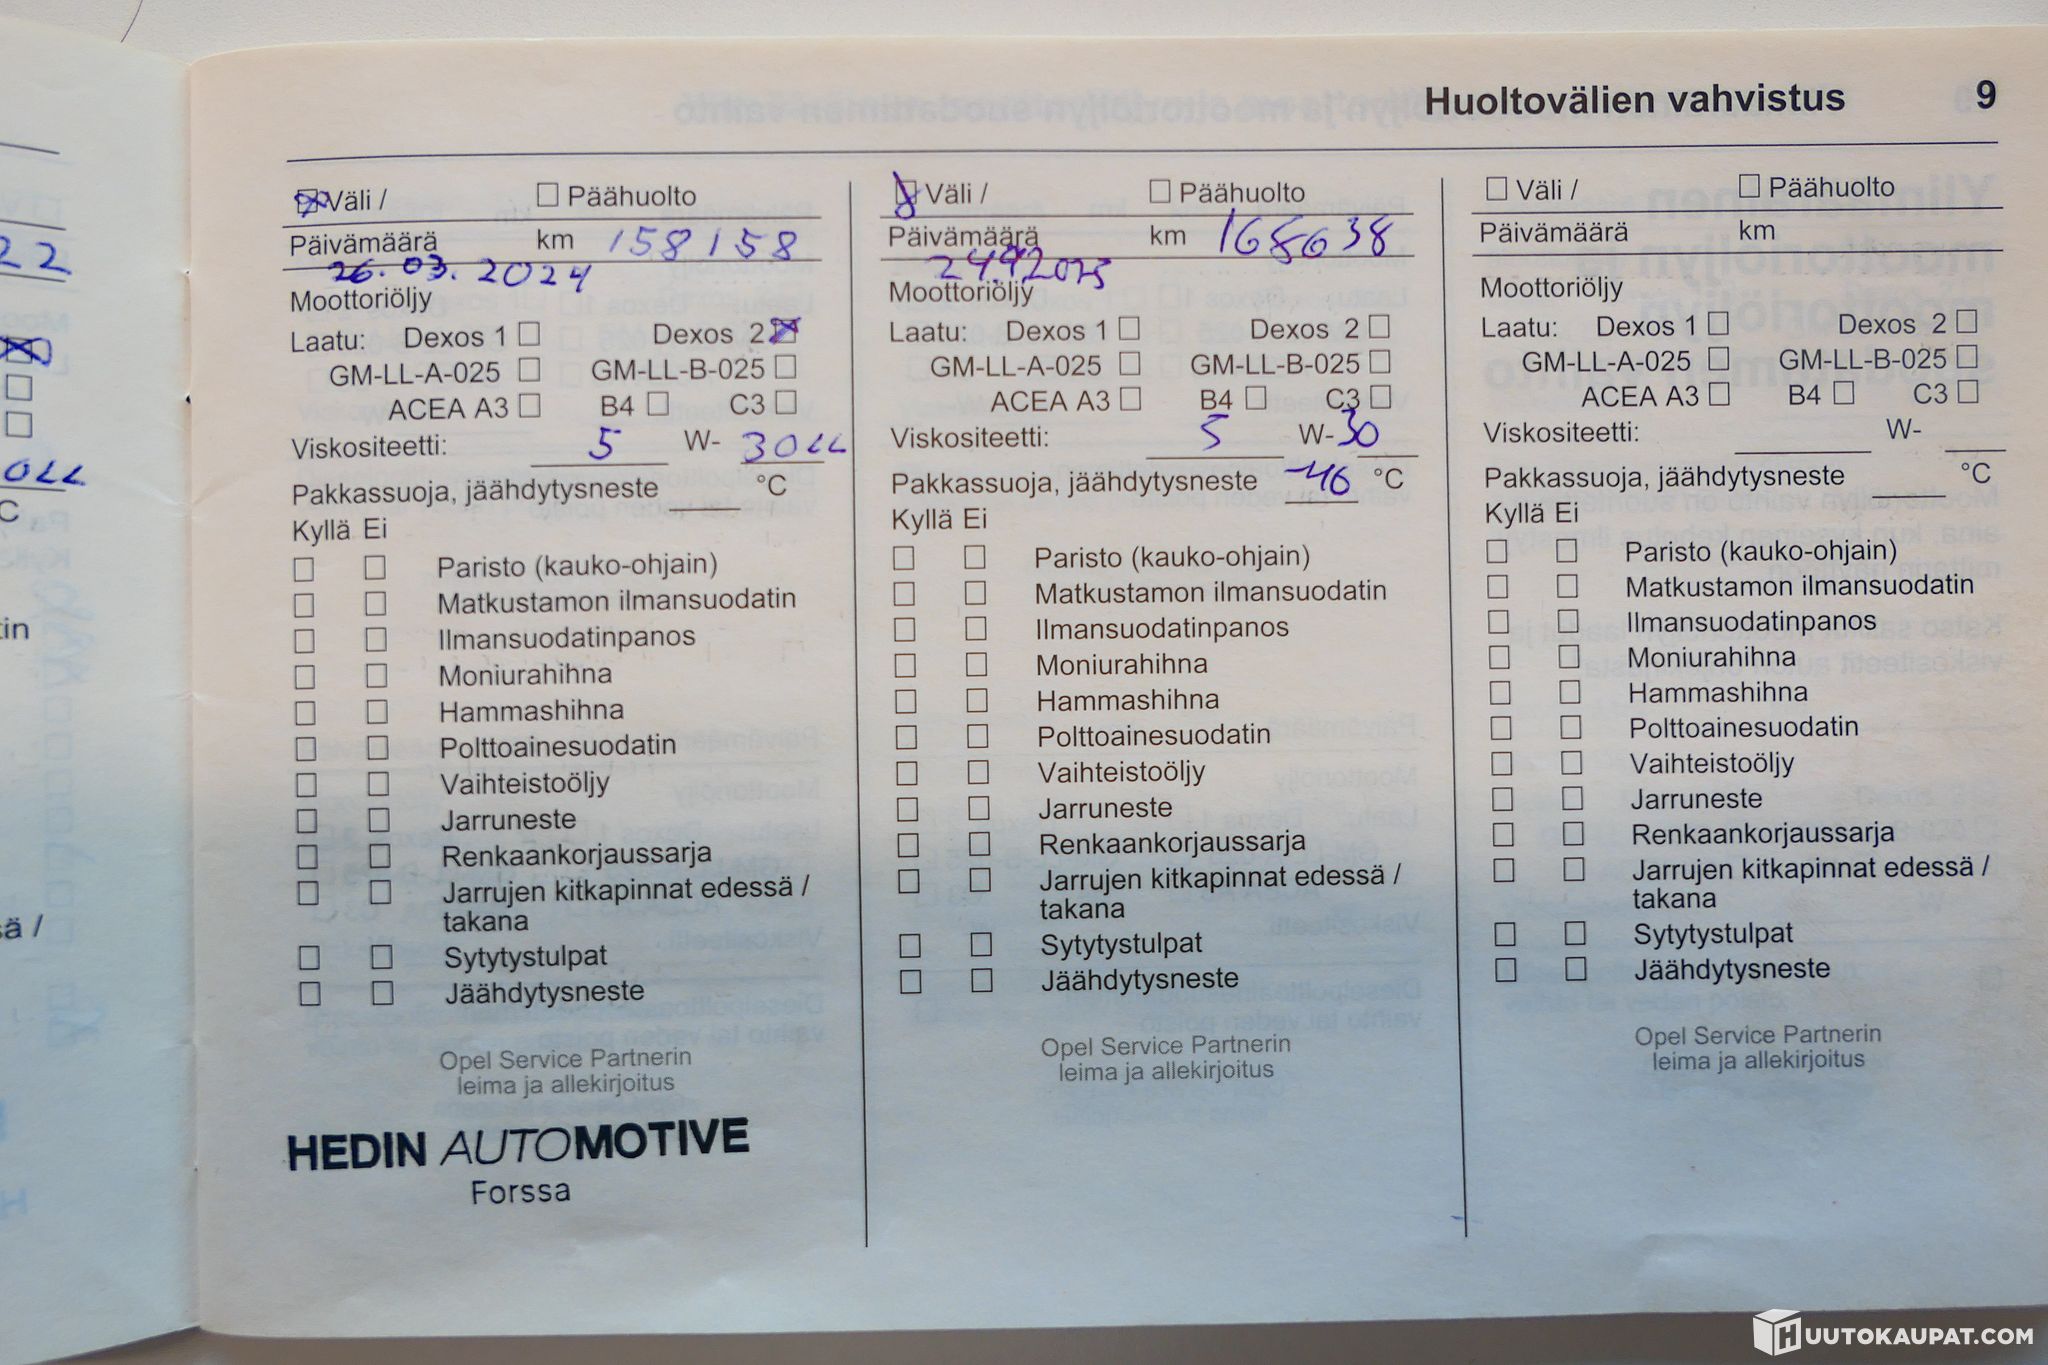 Huoltovälien vahvistus 9
Väli / Päähuolto
Päivämäärä km 158 158
26.03.2024
Moottoriöljy
Laatu: Dexos 1 Dexos 2
GM-LL-A-025 GM-LL-B-025
ACEA A3 B4 C3
Viskositeetti: 5 W- 30LL
Pakkassuoja, jäähdytysneste °C
Kyllä Ei
Paristo (kauko-ohjain)
Matkustamon ilmansuodatin
Ilmansuodatinpanos
Moniurahihna
Hammashihna
Polttoainesuodatin
Vaihteistoöljy
Jarruneste
Renkaankorjaussarja
Jarrujen kitkapinnat edessä /
takana
Sytytystulpat
Jäähdytysneste
Opel Service Partnerin
leima ja allekirjoitus
HEDIN AUTOMOTIVE
Forssa
Väli / Päähuolto
Päivämäärä km 168638
Moottoriöljy
Laatu: Dexos 1 Dexos 2
GM-LL-A-025 GM-LL-B-025
ACEA A3 B4 C3
Viskositeetti: 5 W-30
Pakkassuoja, jäähdytysneste -46 °C
Kyllä Ei
Paristo (kauko-ohjain)
Matkustamon ilmansuodatin
Ilmansuodatinpanos
Moniurahihna
Hammashihna
Polttoainesuodatin
Vaihteistoöljy
Jarruneste
Renkaankorjaussarja
Jarrujen kitkapinnat edessä /
takana
Sytytystulpat
Jäähdytysneste
Opel Service Partnerin
leima ja allekirjoitus
Väli / Päähuolto
Päivämäärä km
Moottoriöljy
Laatu: Dexos 1 Dexos 2
GM-LL-A-025 GM-LL-B-025
ACEA A3 B4 C3
Viskositeetti: W-
Pakkassuoja, jäähdytysneste °C
Kyllä Ei
Paristo (kauko-ohjain)
Matkustamon ilmansuodatin
Ilmansuodatinpanos
Moniurahihna
Hammashihna
Polttoainesuodatin
Vaihteistoöljy
Jarruneste
Renkaankorjaussarja
Jarrujen kitkapinnat edessä /
takana
Sytytystulpat
Jäähdytysneste
Opel Service Partnerin
leima ja allekirjoitus
HUUTOKAUPAT.COM